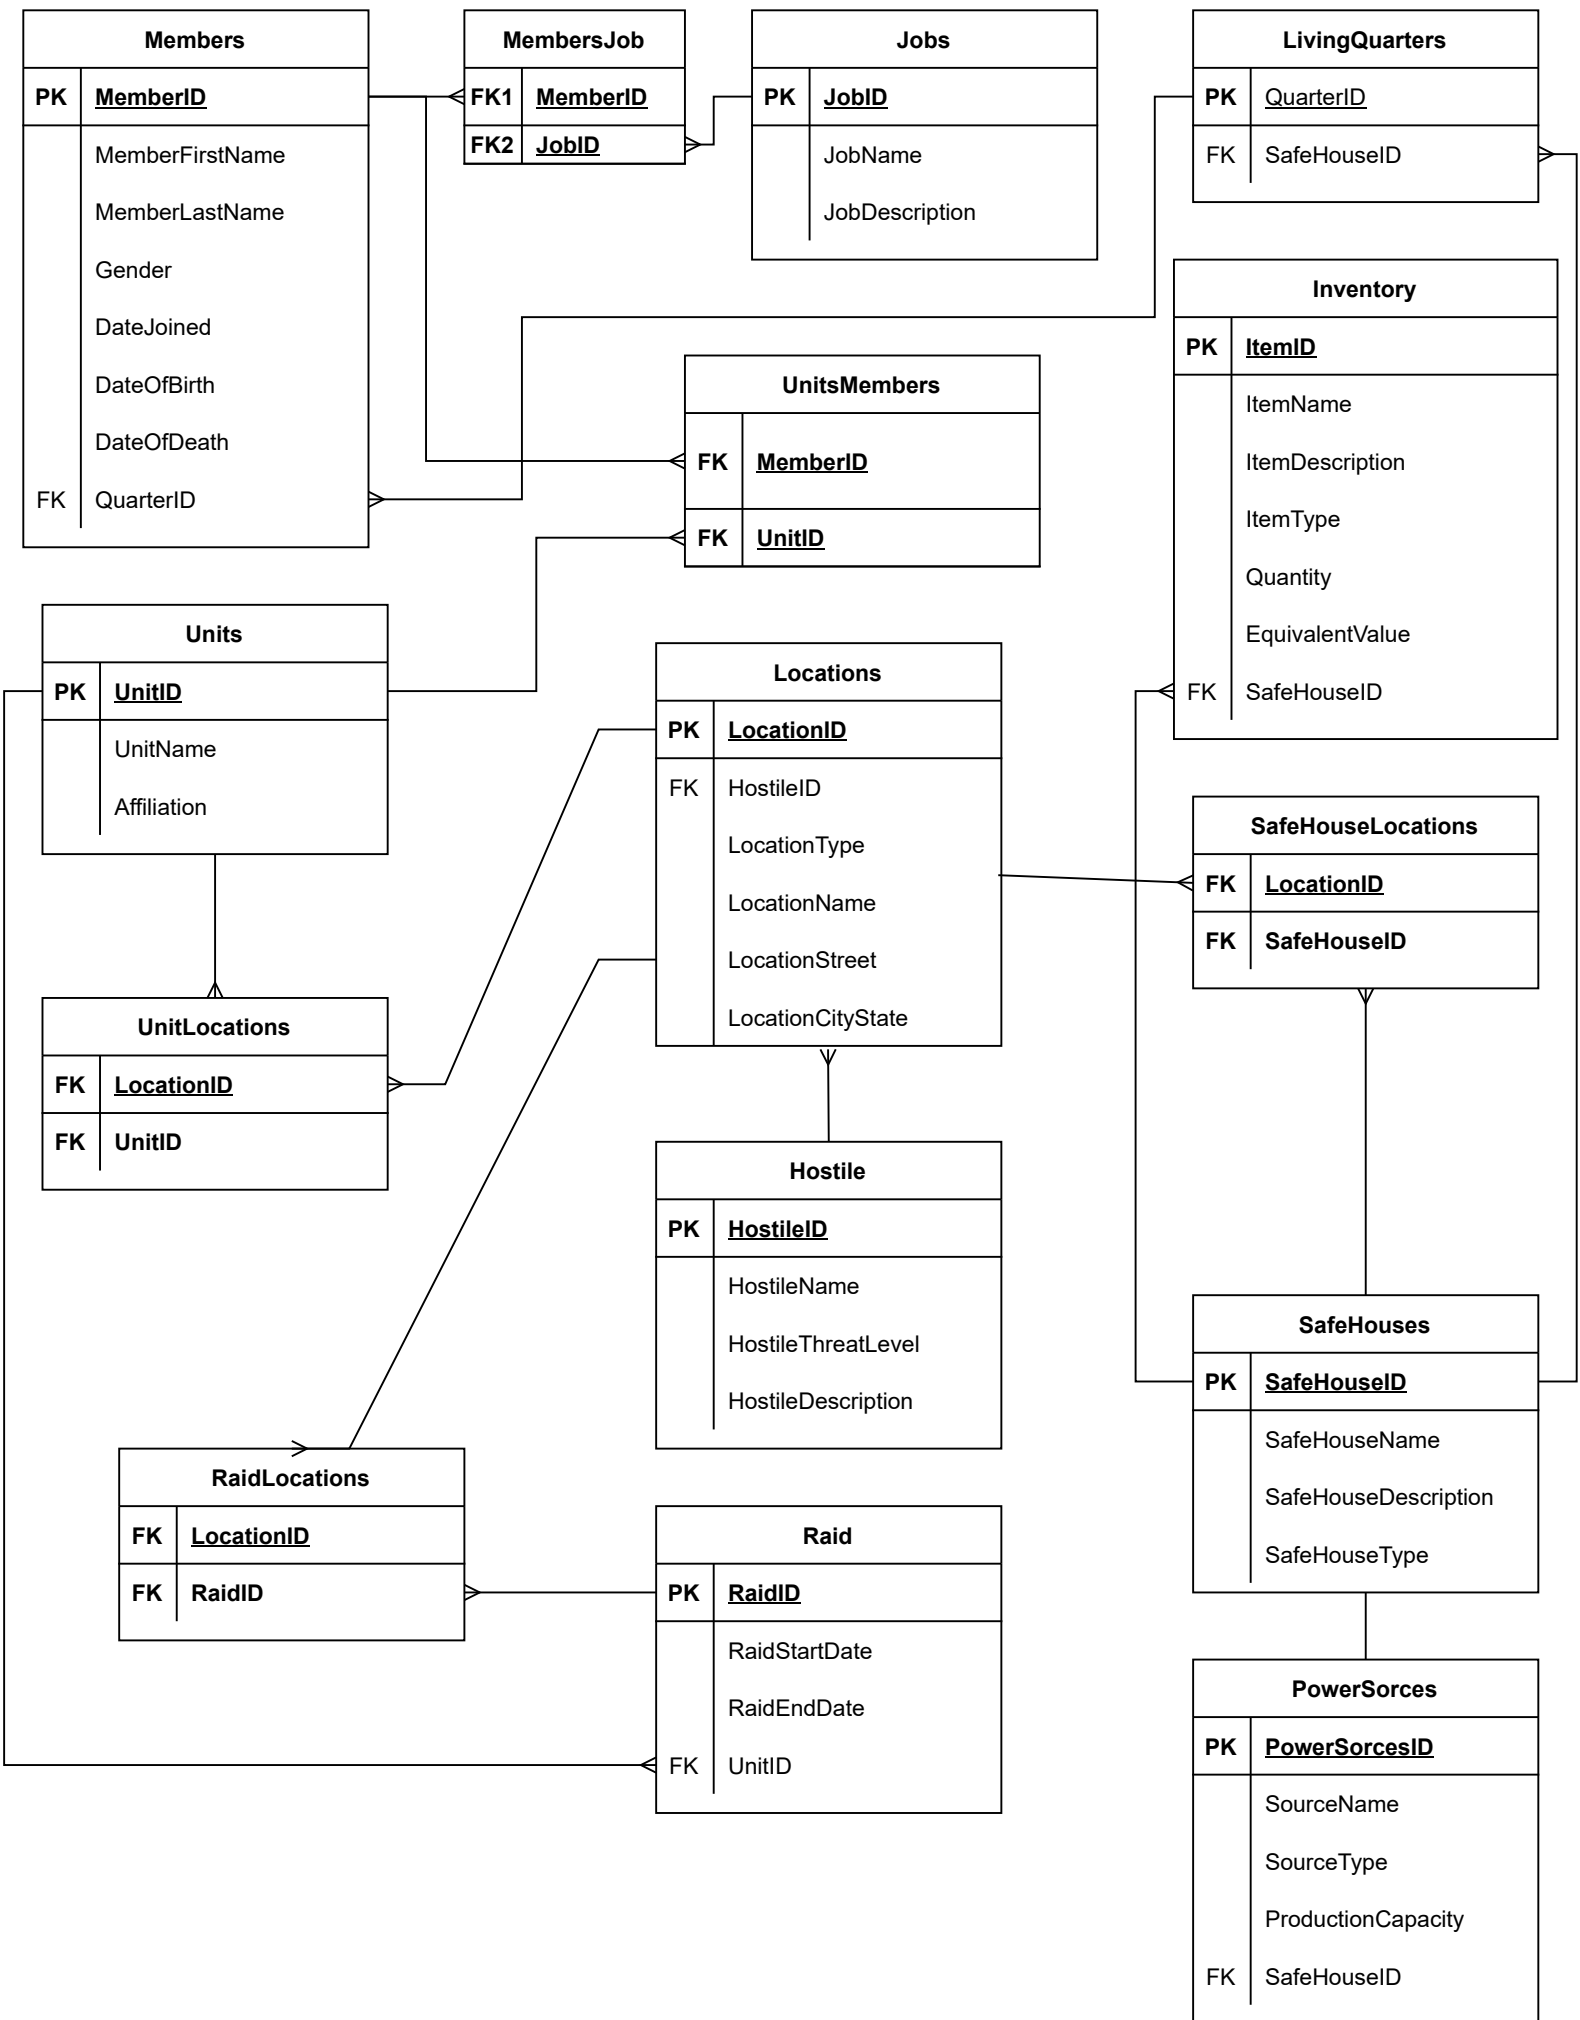 Members
PK MemberID
MemberFirstName
MemberLastName
Gender
DateJoined
DateOfBirth
DateOfDeath
FK QuarterID
MembersJob
FK1 MemberID
FK2 JobID
Jobs
PK JobID
JobName
JobDescription
LivingQuarters
PK QuarterID
FK SafeHouseID
Inventory
PK ItemID
ItemName
ItemDescription
ItemType
Quantity
EquivalentValue
FK SafeHouseID
UnitsMembers
FK MemberID
FK UnitID
Units
PK UnitID
UnitName
Affiliation
Locations
PK LocationID
FK HostileID
LocationType
LocationName
LocationStreet
LocationCityState
SafeHouseLocations
FK LocationID
FK SafeHouseID
UnitLocations
FK LocationID
FK UnitID
Hostile
PK HostileID
HostileName
HostileThreatLevel
HostileDescription
SafeHouses
PK SafeHouseID
SafeHouseName
SafeHouseDescription
SafeHouseType
RaidLocations
FK LocationID
FK RaidID
Raid
PK RaidID
RaidStartDate
RaidEndDate
FK UnitID
PowerSorces
PK PowerSorcesID
SourceName
SourceType
ProductionCapacity
FK SafeHouseID